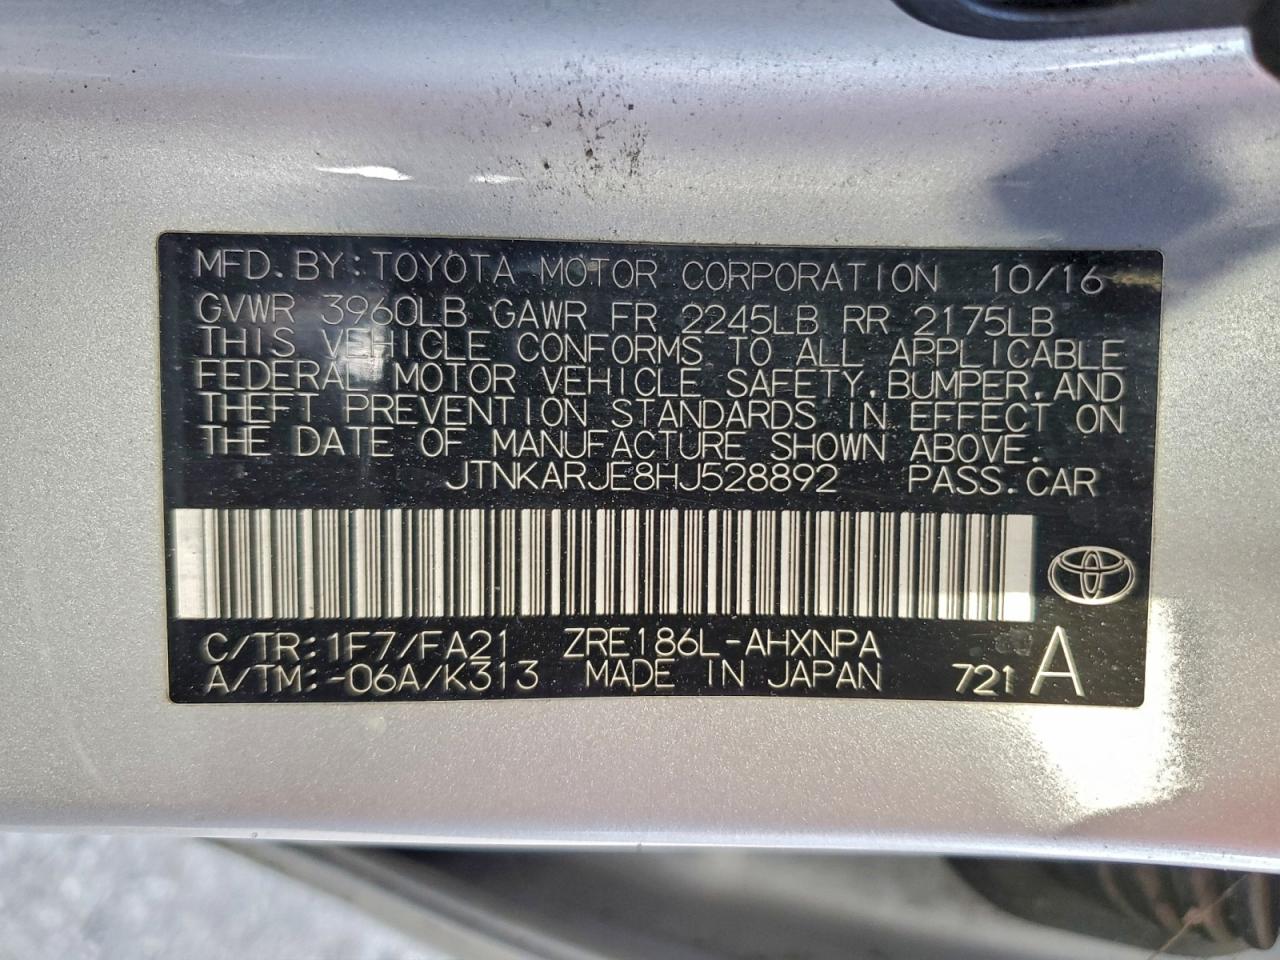 MFD.BY:TOYOTA MOTOR CORPORATION 10/16
GVWR 3960LB GAWR FR 2245LB RR 2175LB
THIS VEHICLE CONFORMS TO ALL APPLICABLE
FEDERAL MOTOR VEHICLE SAFETY,BUMPER,AND
THEFT PREVENTION STANDARDS IN EFFECT ON
THE DATE OF MANUFACTURE SHOWN ABOVE.
JTNKARJE8HJ528892 PASS.CAR
C/TR:1F7/FA21 ZRE186L-AHXNPA
A/TM:-06A/K313 MADE IN JAPAN 721 A